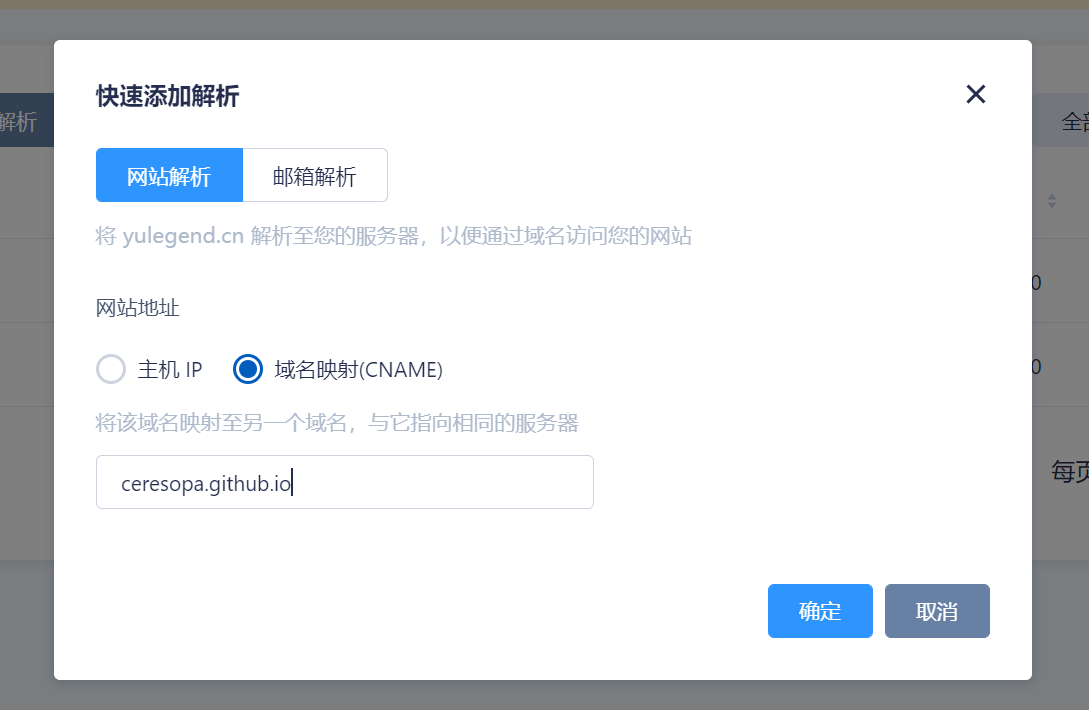 快速添加解析
解析
全部
网站解析
邮箱解析
将 yulegend.cn 解析至您的服务器，以便通过域名访问您的网站
网站地址
0
主机 IP
域名映射(CNAME)
0
将该域名映射至另一个域名，与它指向相同的服务器
每页
ceresopa.github.io
确定
取消